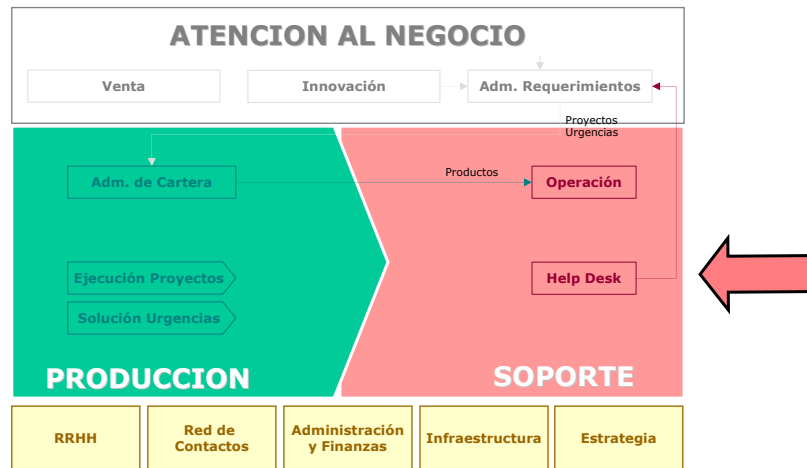 ATENCION AL NEGOCIO
Venta
Innovación
Adm. Requerimientos
Proyectos
Urgencias
Adm. de Cartera
Productos
Operación
Ejecución Proyectos
Help Desk
Solución Urgencias
PRODUCCION
SOPORTE
RRHH
Red de
Contactos
Administración
y Finanzas
Infraestructura
Estrategia